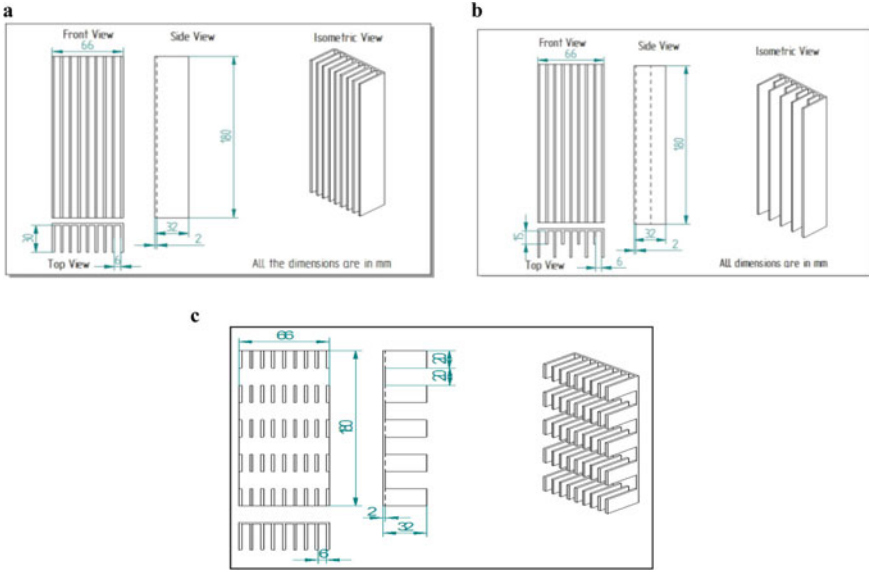 a
Front View
Side View
Isometric View
66
180
32
2
30
6
Top View
All the dimensions are in mm
b
Front View
Side View
Isometric View
66
180
32
2
15
6
Top View
All dimensions are in mm
c
66
180
20
20
2
32
6